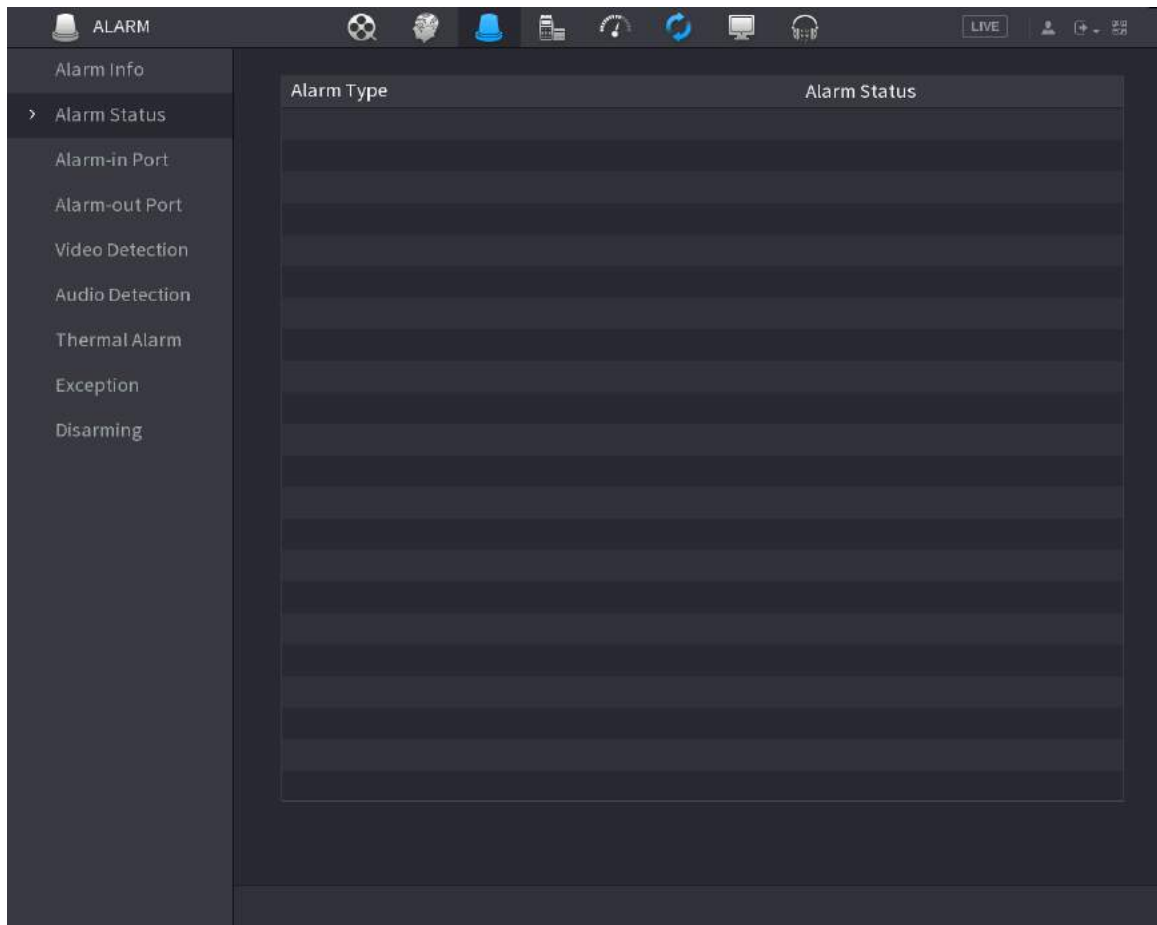 ALARM
LIVE
Alarm Info
Alarm Type Alarm Status
Alarm Status
Alarm-in Port
Alarm-out Port
Video Detection
Audio Detection
Thermal Alarm
Exception
Disarming